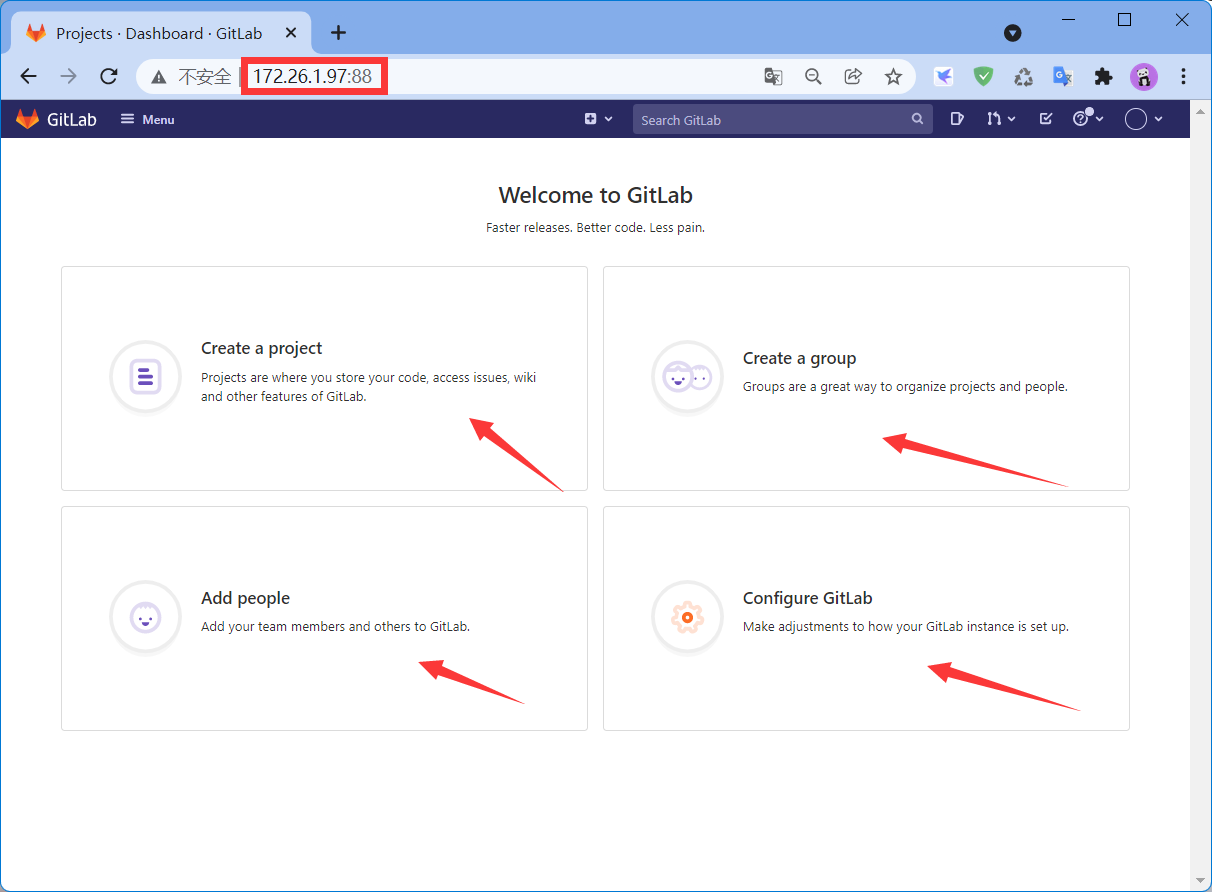 Projects · Dashboard · GitLab
不安全
172.26.1.97:88
GitLab
Menu
Search GitLab
Welcome to GitLab
Faster releases. Better code. Less pain.
Create a project
Projects are where you store your code, access issues, wiki
and other features of GitLab.
Create a group
Groups are a great way to organize projects and people.
Add people
Add your team members and others to GitLab.
Configure GitLab
Make adjustments to how your GitLab instance is set up.